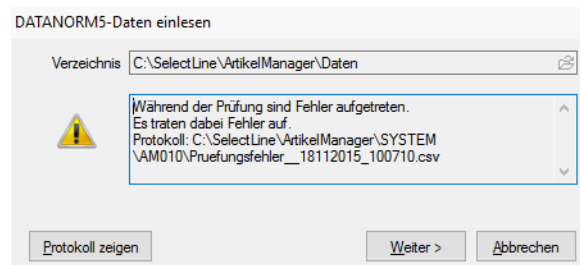 DATANORM5-Daten einlesen
Verzeichnis C:\SelectLine\ArtikelManager\Daten
Während der Prüfung sind Fehler aufgetreten.
Es traten dabei Fehler auf.
Protokoll: C:\SelectLine\ArtikelManager\SYSTEM
\AM010\Pruefungsfehler__18112015_100710.csv
Protokoll zeigen Weiter > Abbrechen